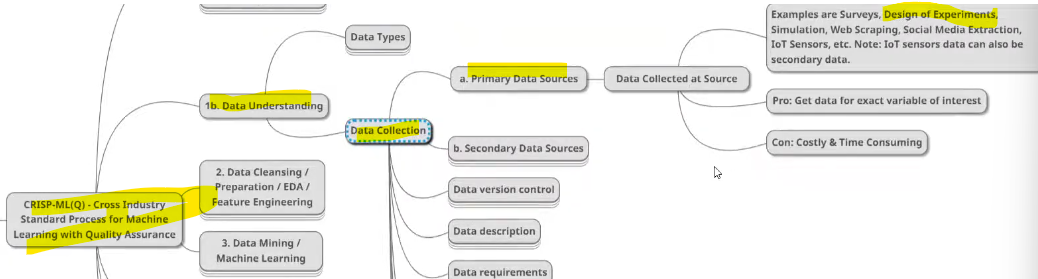 Examples are Surveys, Design of Experiments,
Simulation, Web Scraping, Social Media Extraction,
IoT Sensors, etc. Note: IoT sensors data can also be
secondary data.
Data Types
a. Primary Data Sources
Data Collected at Source
1b. Data Understanding
Pro: Get data for exact variable of interest
Data Collection
Con: Costly & Time Consuming
b. Secondary Data Sources
2. Data Cleansing /
Preparation / EDA /
Feature Engineering
Data version control
CRISP-ML(Q) - Cross Industry
Standard Process for Machine
Learning with Quality Assurance
Data description
3. Data Mining /
Machine Learning
Data requirements